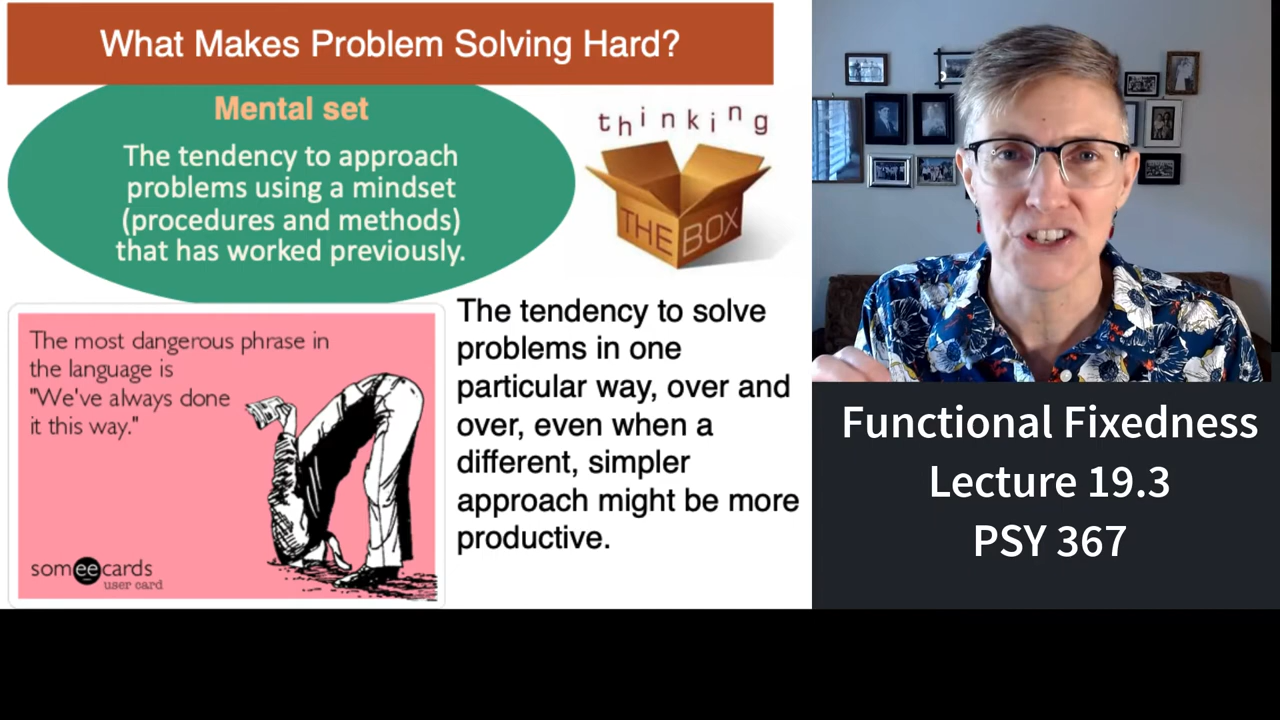 What Makes Problem Solving Hard?
Mental set
The tendency to approach
problems using a mindset
(procedures and methods)
that has worked previously.
thinking
THE BOX
The most dangerous phrase in
the language is
"We've always done
it this way."
someecards
user card
The tendency to solve
problems in one
particular way, over and
over, even when a
different, simpler
approach might be more
productive.
Functional Fixedness
Lecture 19.3
PSY 367